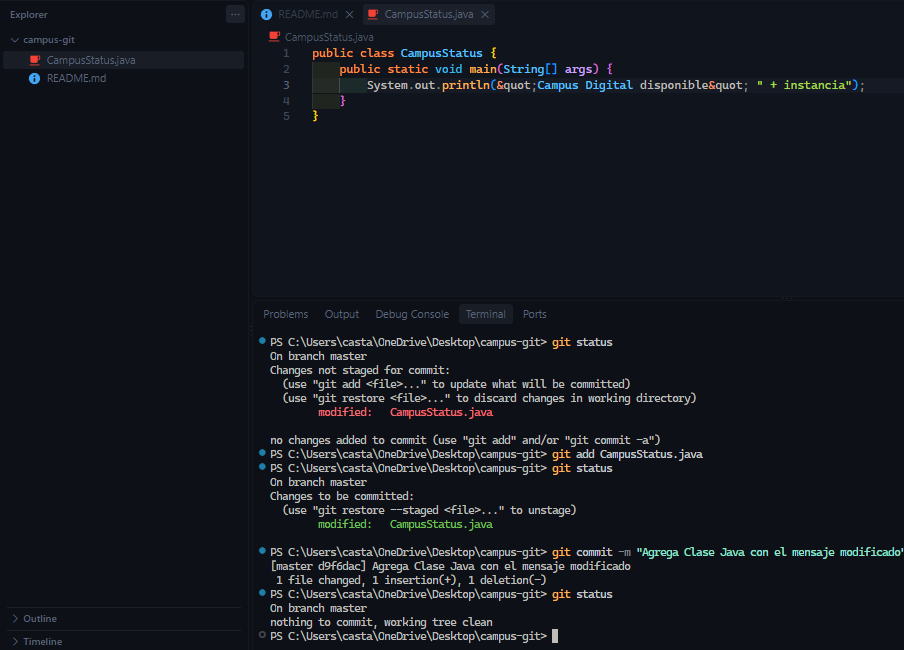 Explorer
campus-git
CampusStatus.java
README.md
Outline
Timeline
README.md
CampusStatus.java
CampusStatus.java
1 public class CampusStatus {
2 public static void main(String[] args) {
3 System.out.println(&quot;Campus Digital disponible&quot; " + instancia");
4 }
5 }
Problems Output Debug Console Terminal Ports
PS C:\Users\casta\OneDrive\Desktop\campus-git> git status
On branch master
Changes not staged for commit:
(use "git add <file>..." to update what will be committed)
(use "git restore <file>..." to discard changes in working directory)
modified: CampusStatus.java
no changes added to commit (use "git add" and/or "git commit -a")
PS C:\Users\casta\OneDrive\Desktop\campus-git> git add CampusStatus.java
PS C:\Users\casta\OneDrive\Desktop\campus-git> git status
On branch master
Changes to be committed:
(use "git restore --staged <file>..." to unstage)
modified: CampusStatus.java
PS C:\Users\casta\OneDrive\Desktop\campus-git> git commit -m "Agrega Clase Java con el mensaje modificado"
[master d9f6dac] Agrega Clase Java con el mensaje modificado
1 file changed, 1 insertion(+), 1 deletion(-)
PS C:\Users\casta\OneDrive\Desktop\campus-git> git status
On branch master
nothing to commit, working tree clean
PS C:\Users\casta\OneDrive\Desktop\campus-git>